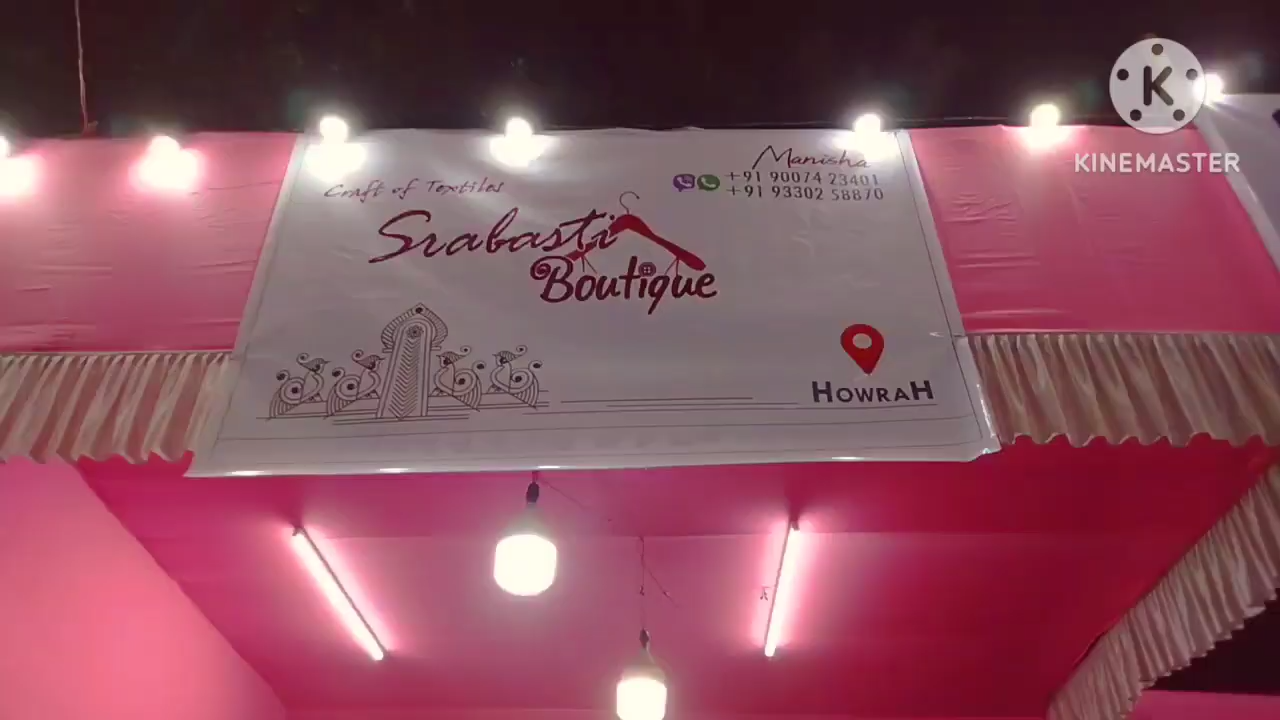 Manisha
+91 90074 23401
+91 93302 58870
Craft of Textiles
Srabasti
Boutique
HOWRAH
K
KINEMASTER